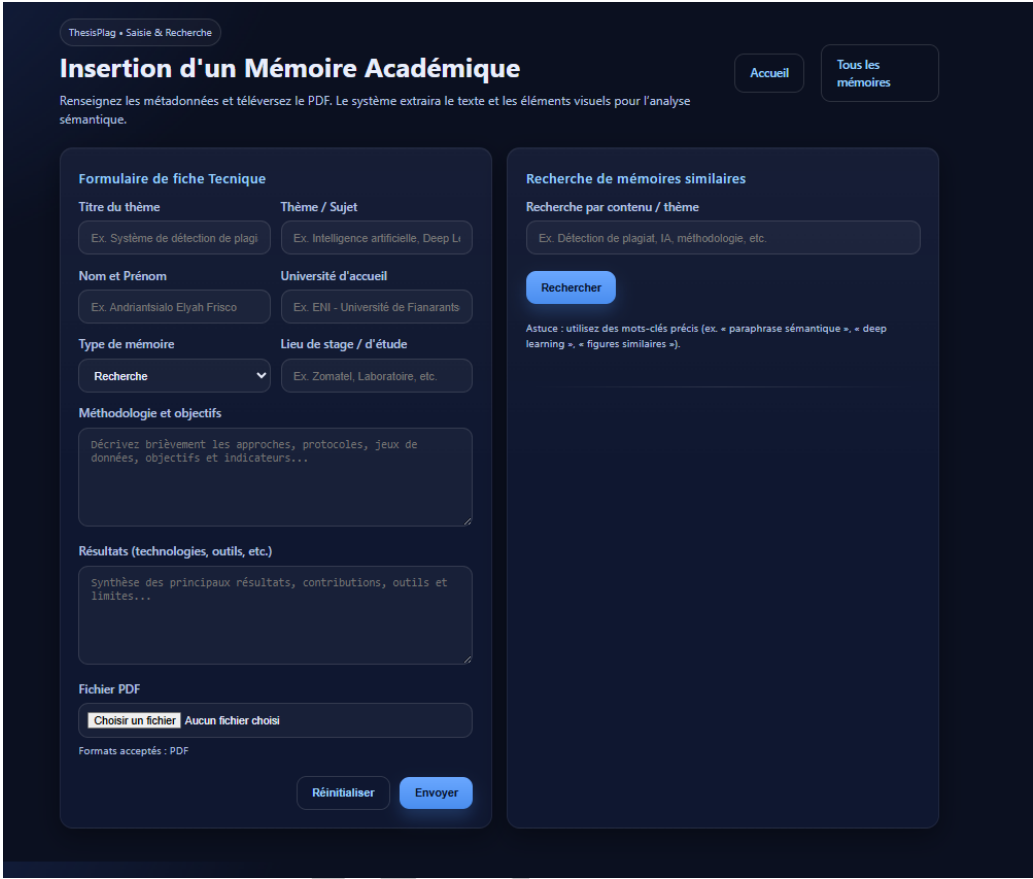 ThesisPlag • Saisie & Recherche
Insertion d'un Mémoire Académique
Renseignez les métadonnées et téléversez le PDF. Le système extraira le texte et les éléments visuels pour l’analyse
sémantique.
Accueil
Tous les
mémoires
Formulaire de fiche Tecnique
Titre du thème
Thème / Sujet
Ex. Système de détection de plagi
Ex. Intelligence artificielle, Deep Le
Nom et Prénom
Université d'accueil
Ex. Andriantsialo Elyah Frisco
Ex. ENI - Université de Fianarants
Type de mémoire
Lieu de stage / d'étude
Recherche
Ex. Zomatel, Laboratoire, etc.
Méthodologie et objectifs
Décrivez brièvement les approches, protocoles, jeux de
données, objectifs et indicateurs...
Résultats (technologies, outils, etc.)
Synthèse des principaux résultats, contributions, outils et
limites...
Fichier PDF
Choisir un fichier Aucun fichier choisi
Formats acceptés : PDF
Réinitialiser
Envoyer
Recherche de mémoires similaires
Recherche par contenu / thème
Ex. Détection de plagiat, IA, méthodologie, etc.
Rechercher
Astuce : utilisez des mots-clés précis (ex. « paraphrase sémantique », « deep
learning », « figures similaires »).